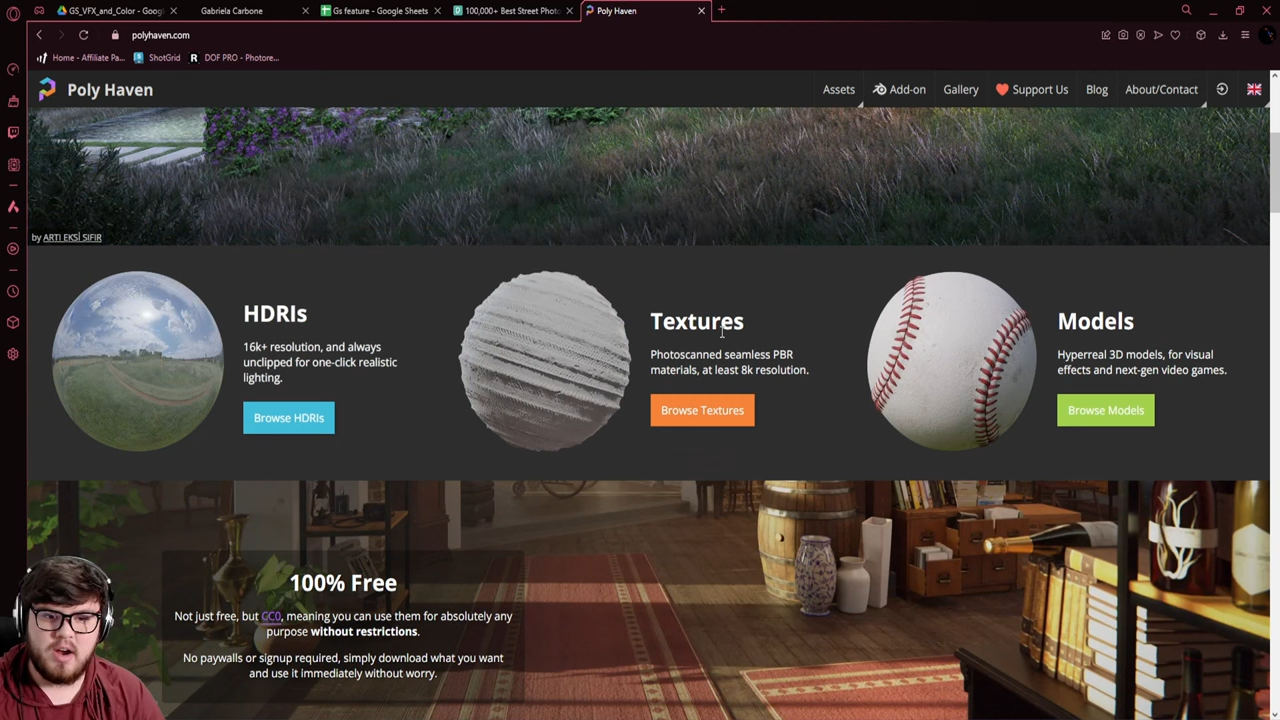 GS_VFX_and_Color - Goog
Gabriela Carbone
Gs feature - Google Sheets
100,000+ Best Street Photo
Poly Haven
polyhaven.com
Home - Affiliate Pa...
ShotGrid
R DOF PRO - Photore...
Poly Haven
Assets
Add-on
Gallery
Support Us
Blog
About/Contact
by ARTI EKSİ SIFIR
HDRIs
16k+ resolution, and always
unclipped for one-click realistic
lighting.
Browse HDRIs
Textures
Photoscanned seamless PBR
materials, at least 8k resolution.
Browse Textures
Models
Hyperreal 3D models, for visual
effects and next-gen video games.
Browse Models
100% Free
Not just free, but CC0, meaning you can use them for absolutely any
purpose without restrictions.
No paywalls or signup required, simply download what you want
and use it immediately without worry.